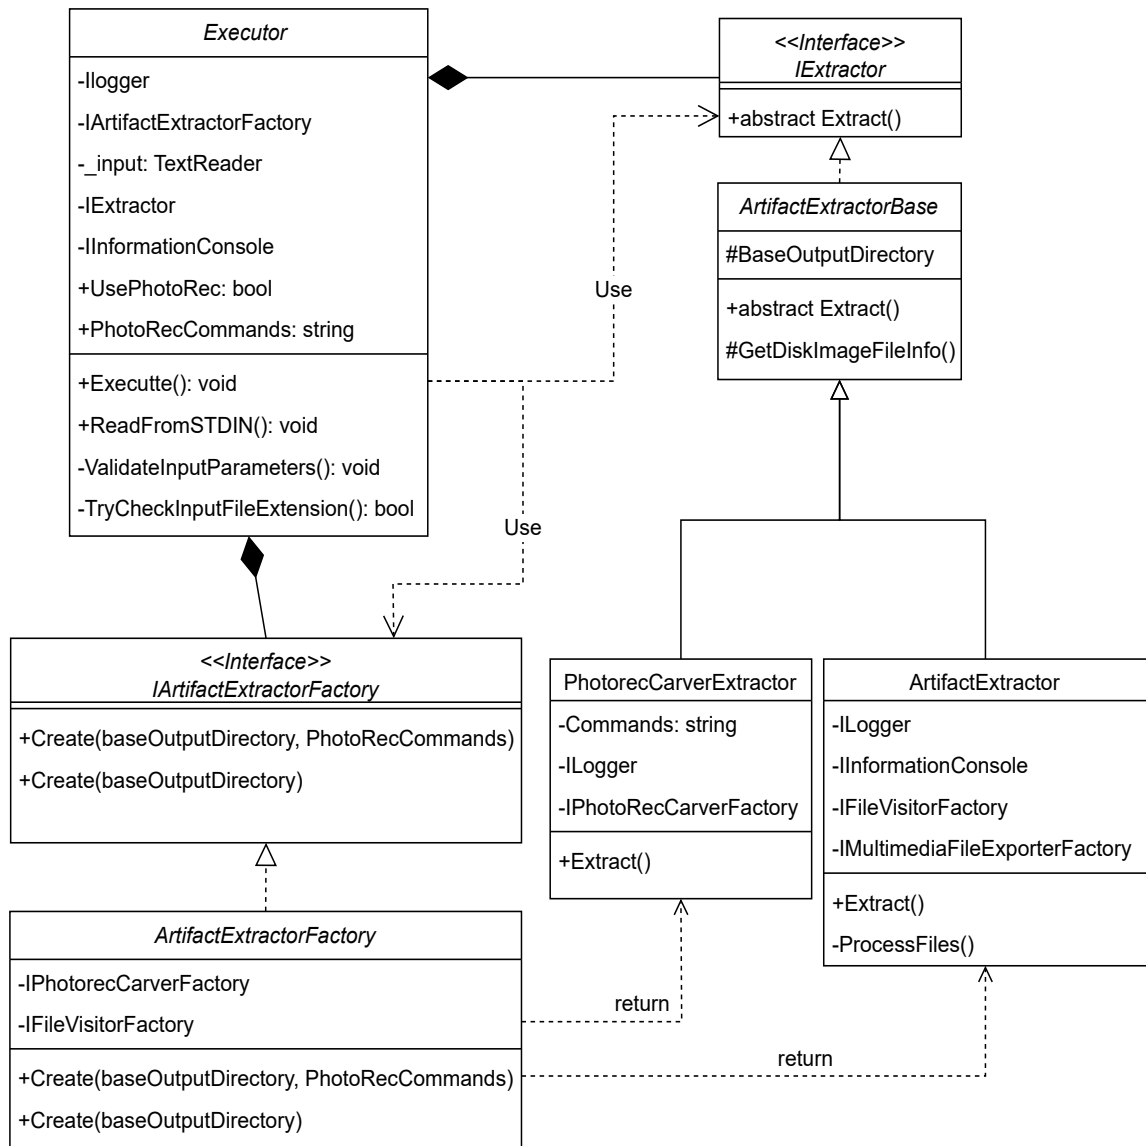 Executor
-Ilogger
-IArtifactExtractorFactory
-_input: TextReader
-IExtractor
-IInformationConsole
+UsePhotoRec: bool
+PhotoRecCommands: string
+Executte(): void
+ReadFromSTDIN(): void
-ValidateInputParameters(): void
-TryCheckInputFileExtension(): bool
<<Interface>>
IExtractor
+abstract Extract()
ArtifactExtractorBase
#BaseOutputDirectory
+abstract Extract()
#GetDiskImageFileInfo()
Use
Use
<<Interface>>
IArtifactExtractorFactory
+Create(baseOutputDirectory, PhotoRecCommands)
+Create(baseOutputDirectory)
PhotorecCarverExtractor
-Commands: string
-ILogger
-IPhotoRecCarverFactory
+Extract()
ArtifactExtractor
-ILogger
-IInformationConsole
-IFileVisitorFactory
-IMultimediaFileExporterFactory
+Extract()
-ProcessFiles()
ArtifactExtractorFactory
-IPhotorecCarverFactory
-IFileVisitorFactory
+Create(baseOutputDirectory, PhotoRecCommands)
+Create(baseOutputDirectory)
return
return